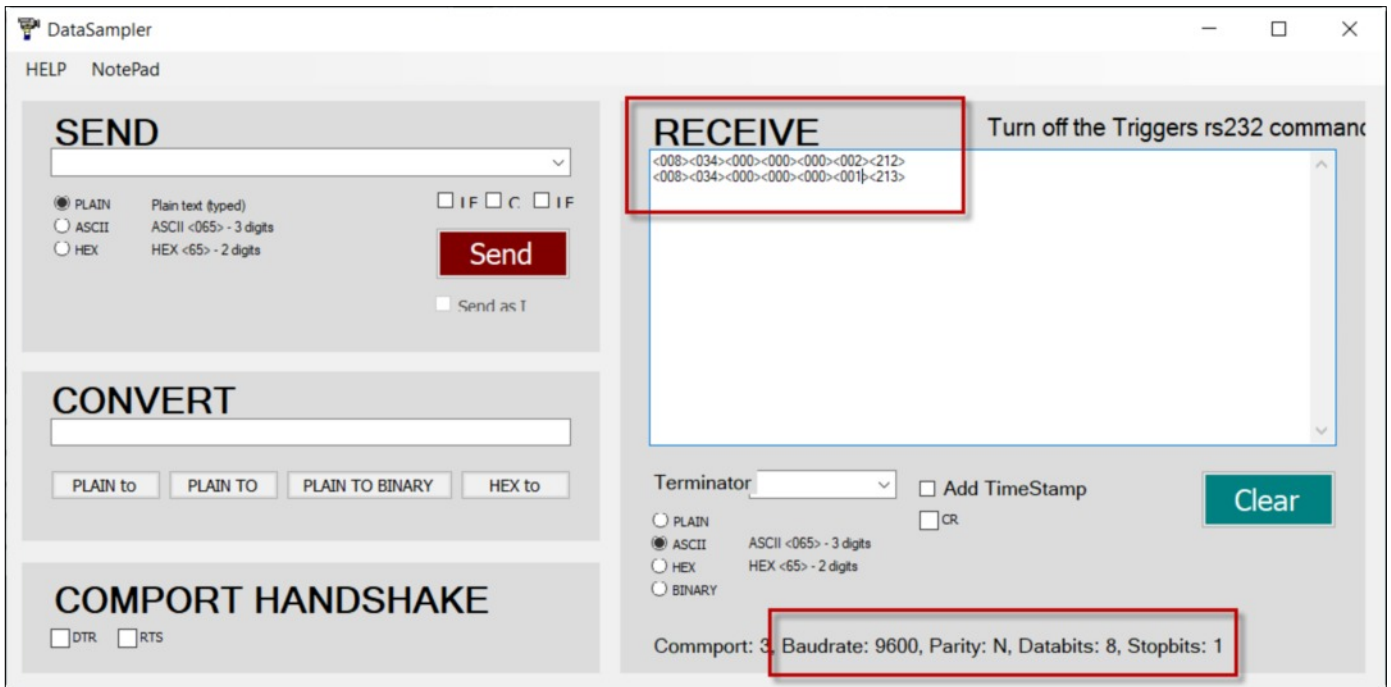 DataSampler
HELP NotePad
SEND
PLAIN Plain text (typed)
ASCII ASCII <065> - 3 digits
HEX HEX <65> - 2 digits
Send
Send as I
CONVERT
PLAIN to PLAIN TO PLAIN TO BINARY HEX to
COMPORT HANDSHAKE
DTR RTS
RECEIVE
Turn off the Triggers rs232 command
<008><034><000><000><000><002><212>
<008><034><000><000><000><001><213>
Terminator
Add TimeStamp
Clear
CR
PLAIN
ASCII ASCII <065> - 3 digits
HEX HEX <65> - 2 digits
BINARY
Commport: 3, Baudrate: 9600, Parity: N, Databits: 8, Stopbits: 1